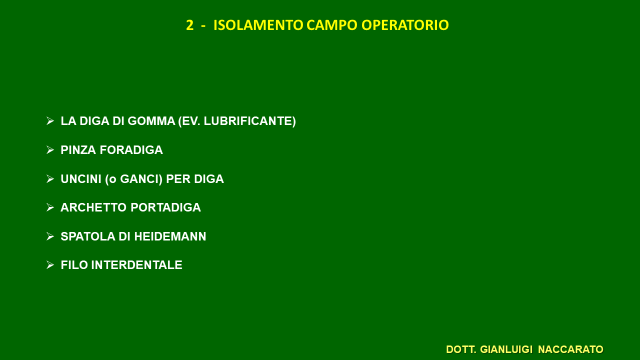 2 - ISOLAMENTO CAMPO OPERATORIO
LA DIGA DI GOMMA (EV. LUBRIFICANTE)
PINZA FORADIGA
UNCINI (o GANCI) PER DIGA
ARCHETTO PORTADIGA
SPATOLA DI HEIDEMANN
FILO INTERDENTALE
DOTT. GIANLUIGI NACCARATO